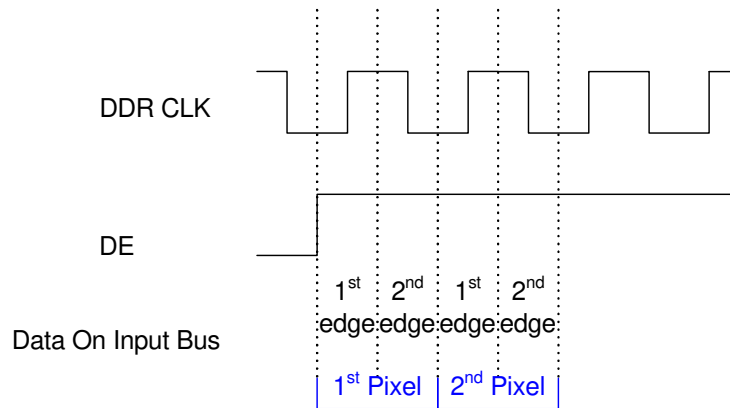 DDR CLK
DE
1st 2nd 1st 2nd
edge edge edge edge
Data On Input Bus
1st Pixel 2nd Pixel